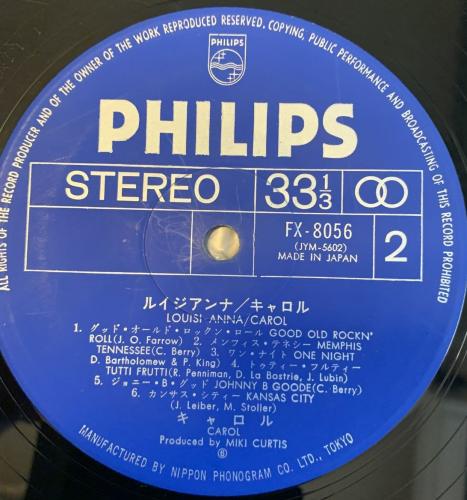 ALL RIGHTS OF THE RECORD PRODUCER AND OF THE OWNER OF THE WORK REPRODUCED RESERVED, COPYING, PUBLIC PERFORMANCE AND BROADCASTING OF THIS RECORD PROHIBITED
PHILIPS
PHILIPS
STEREO 33 1/3
FX-8056
(JYM-5602)
MADE IN JAPAN
2
ルイジアンナ/キャロル
LOUISI ANNA/CAROL
1. グッド・オールド・ロックン・ロール GOOD OLD ROCKN'
ROLL(J. O. Farrow) 2. メンフィス・テネシー MEMPHIS
TENNESSEE(C. Berry) 3. ワン・ナイト ONE NIGHT
D. Bartholomew & P. King) 4. トゥティー・フルティー
TUTTI FRUTTI(R. Penniman, D. La Bastrie, J. Lubin)
5. ジョニー・B・グッド JOHNNY B GOODE(C. Berry)
6. カンサス・シティー KANSAS CITY
(J. Leiber, M. Stoller)
キャロル
CAROL
Produced by MIKI CURTIS
⑥
MANUFACTURED BY NIPPON PHONOGRAM CO. LTD., TOKYO